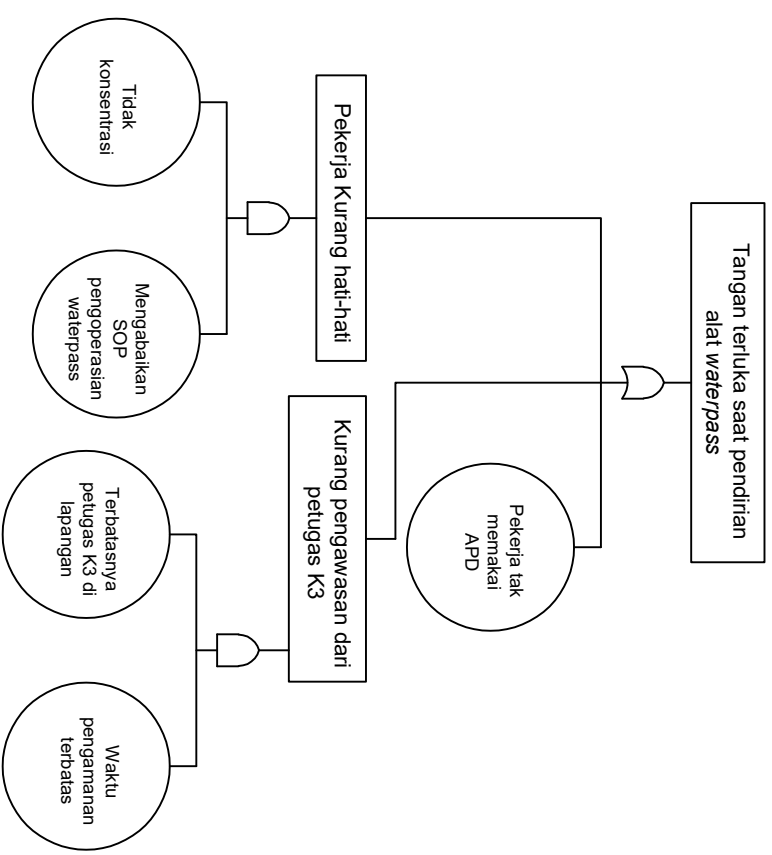 Tangan terluka saat pendirian
alat waterpass
Pekerja tak
memakai
APD
Pekerja Kurang hati-hati
Kurang pengawasan dari
petugas K3
Tidak
konsentrasi
Mengabaikan
SOP
pengoperasian
waterpass
Terbatasnya
petugas K3 di
lapangan
Waktu
pengamanan
terbatas